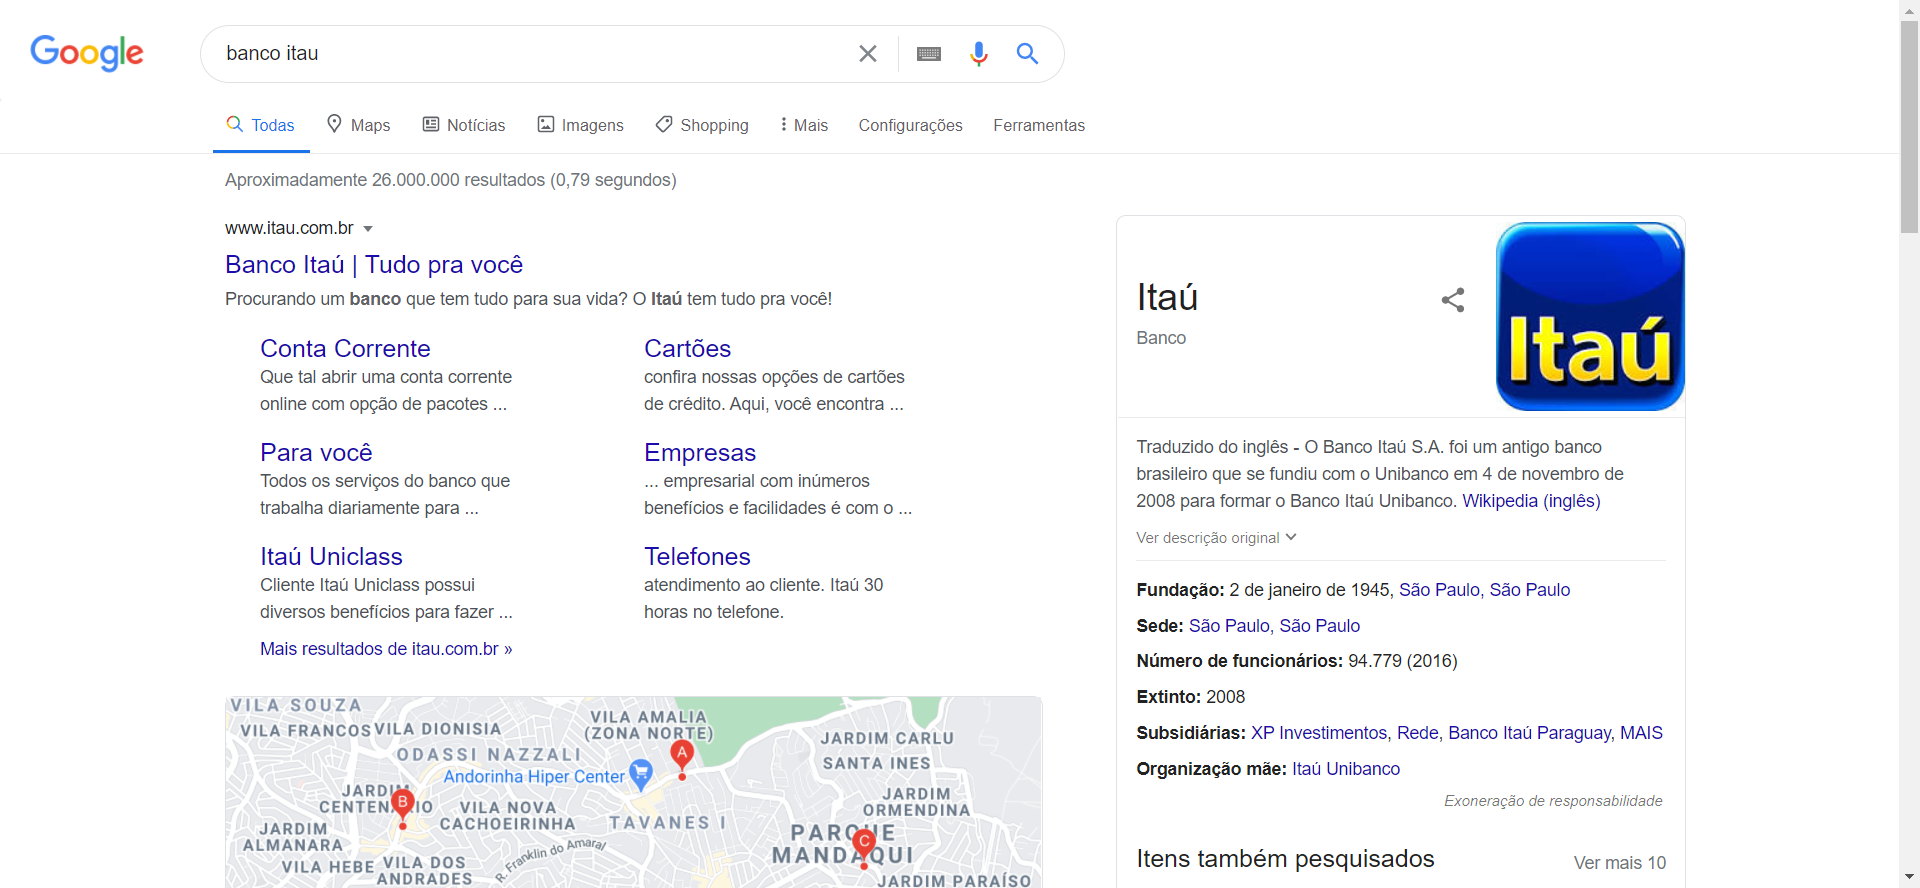 Google
banco itau
Todas
Maps
Notícias
Imagens
Shopping
Mais
Configurações
Ferramentas
Aproximadamente 26.000.000 resultados (0,79 segundos)
www.itau.com.br
Banco Itaú | Tudo pra você
Procurando um banco que tem tudo para sua vida? O Itaú tem tudo pra você!
Conta Corrente
Que tal abrir uma conta corrente
online com opção de pacotes ...
Cartões
confira nossas opções de cartões
de crédito. Aqui, você encontra ...
Para você
Todos os serviços do banco que
trabalha diariamente para ...
Empresas
... empresarial com inúmeros
benefícios e facilidades é com o ...
Itaú Uniclass
Cliente Itaú Uniclass possui
diversos benefícios para fazer ...
Telefones
atendimento ao cliente. Itaú 30
horas no telefone.
Mais resultados de itau.com.br »
VILA SOUZA
VILA FRANCOS
VILA DIONISIA
VILA AMALIA
(ZONA NORTE)
ODASSI NAZZALI
A
Andorinha Hiper Center
JARDIM CARLU
SANTA INES
JARDIM
CENTENÁRIO
B
VILA NOVA
CACHOEIRINHA
TAVANES I
JARDIM
ORMENDINA
JARDIM
ALMANARA
PARQUE
MANDAQUI
C
VILA HEBE
VILA DOS
ANDRADES
R. Franklin do Amaral
JARDIM PARAÍSO
Itaú
Banco
Itaú
Traduzido do inglês - O Banco Itaú S.A. foi um antigo banco
brasileiro que se fundiu com o Unibanco em 4 de novembro de
2008 para formar o Banco Itaú Unibanco. Wikipedia (inglês)
Ver descrição original
Fundação: 2 de janeiro de 1945, São Paulo, São Paulo
Sede: São Paulo, São Paulo
Número de funcionários: 94.779 (2016)
Extinto: 2008
Subsidiárias: XP Investimentos, Rede, Banco Itaú Paraguay, MAIS
Organização mãe: Itaú Unibanco
Exoneração de responsabilidade
Itens também pesquisados
Ver mais 10